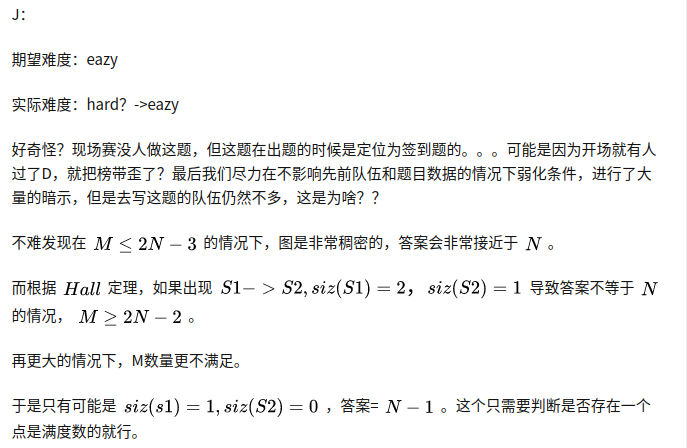 J：
期望难度：eazy
实际难度：hard？->eazy
好奇怪？现场赛没人做这题，但这题在出题的时候是定位为签到题的。。。可能是因为开场就有人
过了D，就把榜带歪了？最后我们尽力在不影响先前队伍和题目数据的情况下弱化条件，进行了大
量的暗示，但是去写这题的队伍仍然不多，这是为啥？？
不难发现在 M ≤ 2N − 3 的情况下，图是非常稠密的，答案会非常接近于 N 。
而根据 Hall 定理，如果出现 S1− > S2, siz(S1) = 2， siz(S2) = 1 导致答案不等于 N
的情况， M ≥ 2N − 2 。
再更大的情况下，M数量更不满足。
于是只有可能是 siz(s1) = 1, siz(S2) = 0 ，答案= N − 1 。这个只需要判断是否存在一个
点是满度数的就行。